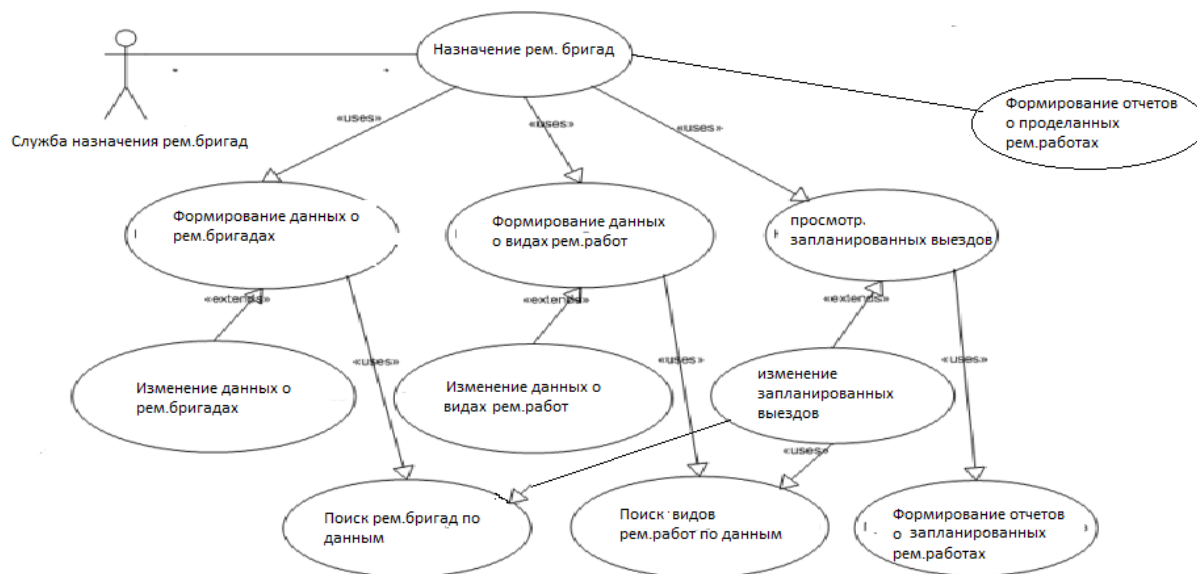 Назначение рем. бригад
Формирование отчетов
о проделанных
рем.работах
Служба назначения рем.бригад
«uses»
«uses»
«uses»
Формирование данных о
рем.бригадах
Формирование данных
о видах рем.работ
просмотр.
запланированных выездов
«extends»
«extends»
«extends»
«uses»
«uses»
«uses»
Изменение данных о
рем.бригадах
Изменение данных о
видах рем.работ
изменение
запланированных
выездов
«uses»
Поиск рем.бригад по
данным
Поиск видов
рем.работ по данным
Формирование отчетов
о запланированных
рем.работах